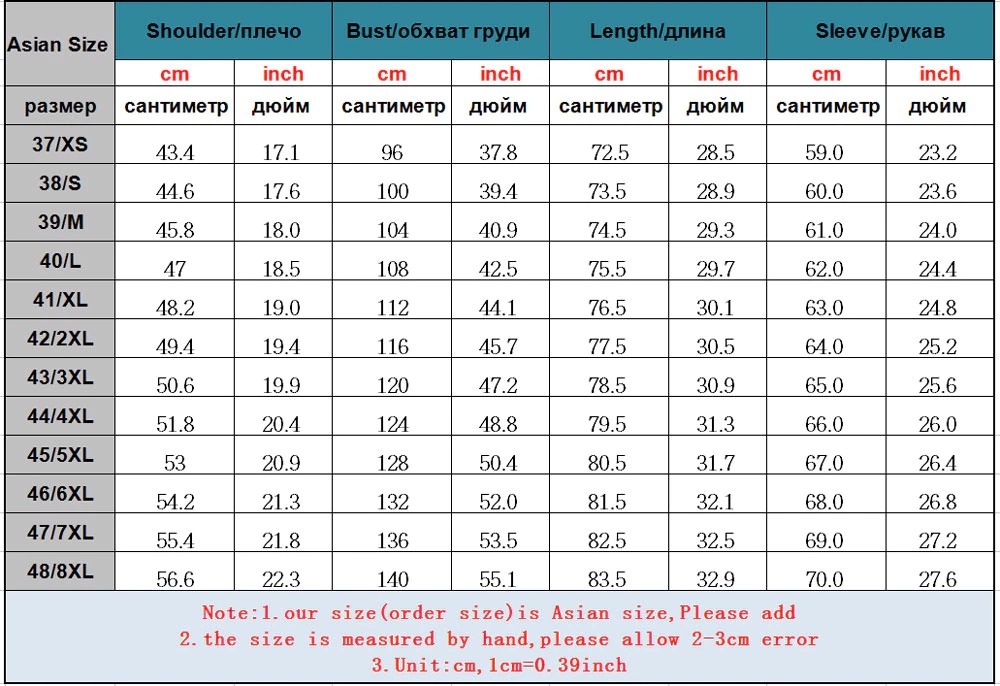 Asian Size Shoulder/плечо Bust/обхват груди Length/длина Sleeve/рукав
cm inch cm inch cm inch cm inch
размер сантиметр дюйм сантиметр дюйм сантиметр дюйм сантиметр дюйм
37/XS 43.4 17.1 96 37.8 72.5 28.5 59.0 23.2
38/S 44.6 17.6 100 39.4 73.5 28.9 60.0 23.6
39/M 45.8 18.0 104 40.9 74.5 29.3 61.0 24.0
40/L 47 18.5 108 42.5 75.5 29.7 62.0 24.4
41/XL 48.2 19.0 112 44.1 76.5 30.1 63.0 24.8
42/2XL 49.4 19.4 116 45.7 77.5 30.5 64.0 25.2
43/3XL 50.6 19.9 120 47.2 78.5 30.9 65.0 25.6
44/4XL 51.8 20.4 124 48.8 79.5 31.3 66.0 26.0
45/5XL 53 20.9 128 50.4 80.5 31.7 67.0 26.4
46/6XL 54.2 21.3 132 52.0 81.5 32.1 68.0 26.8
47/7XL 55.4 21.8 136 53.5 82.5 32.5 69.0 27.2
48/8XL 56.6 22.3 140 55.1 83.5 32.9 70.0 27.6
Note:1.our size(order size)is Asian size,Please add
2.the size is measured by hand,please allow 2-3cm error
3.Unit:cm,1cm=0.39inch